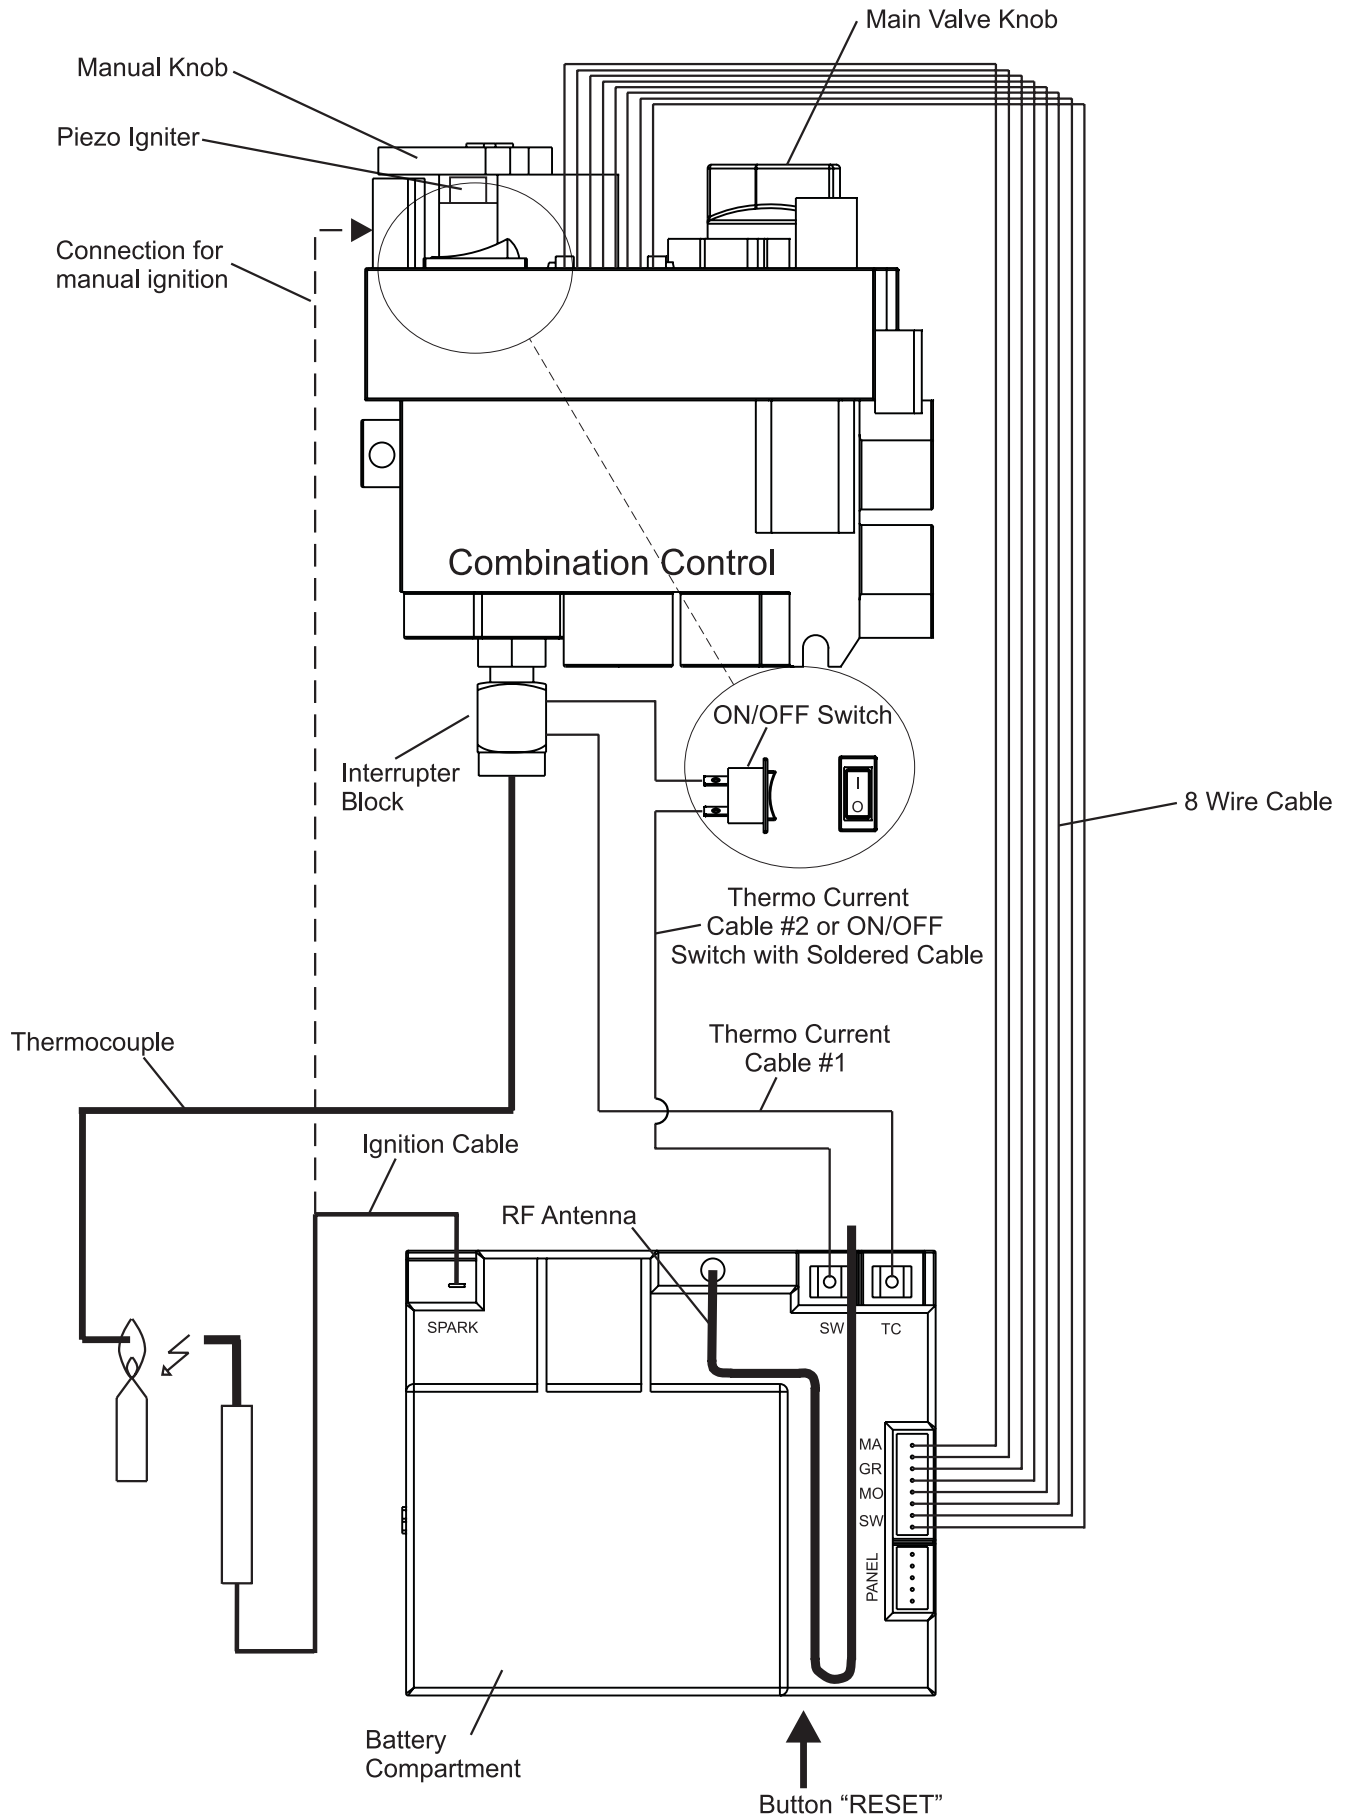 Main Valve Knob
Manual Knob
Piezo Igniter
Connection for
manual ignition
Combination Control
ON/OFF Switch
I
O
Interrupter
Block
8 Wire Cable
Thermo Current
Cable #2 or ON/OFF
Switch with Soldered Cable
Thermocouple
Thermo Current
Cable #1
Ignition Cable
RF Antenna
SPARK
SW
TC
MA
GR
MO
SW
PANEL
Battery
Compartment
Button “RESET”